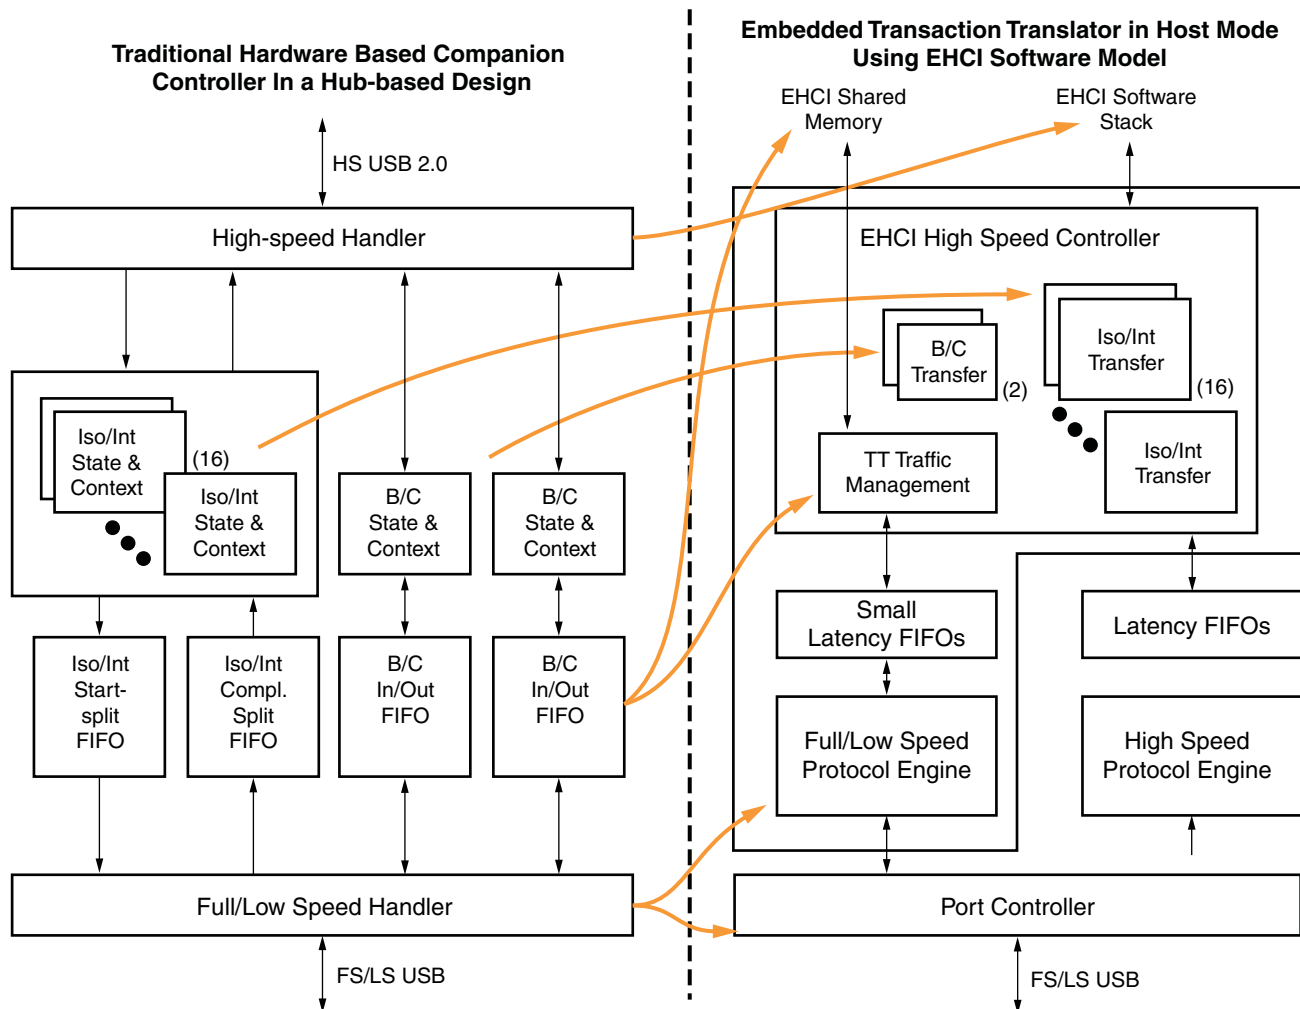 Traditional Hardware Based Companion
Controller In a Hub-based Design
HS USB 2.0
High-speed Handler
Iso/Int
State &
Context
(16)
Iso/Int
State &
Context
B/C
State &
Context
B/C
State &
Context
Iso/Int
Start-
split
FIFO
Iso/Int
Compl.
Split
FIFO
B/C
In/Out
FIFO
B/C
In/Out
FIFO
Full/Low Speed Handler
FS/LS USB
Embedded Transaction Translator in Host Mode
Using EHCI Software Model
EHCI Shared
Memory
EHCI Software
Stack
EHCI High Speed Controller
B/C
Transfer
(2)
Iso/Int
Transfer
(16)
Iso/Int
Transfer
TT Traffic
Management
Small
Latency FIFOs
Latency FIFOs
Full/Low Speed
Protocol Engine
High Speed
Protocol Engine
Port Controller
FS/LS USB